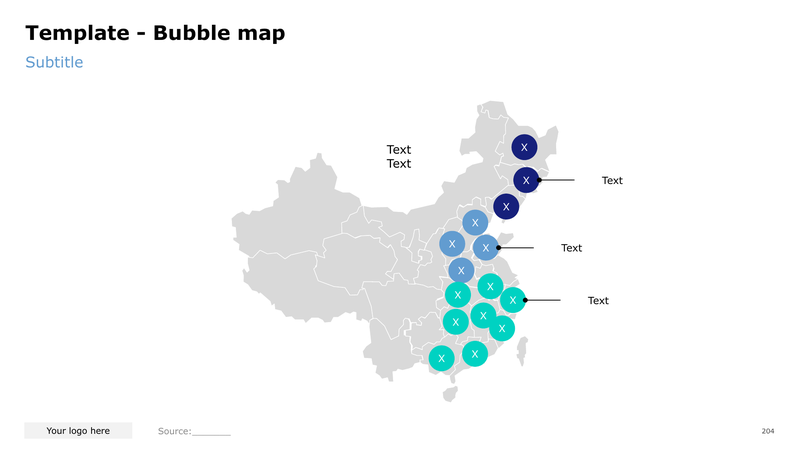 Template – Bubble map
Subtitle
Text
Text
X
X
Text
X
X
X
X
Text
X
X
X
X
Text
X
X
X
X
X
Your logo here
Source:_______
204